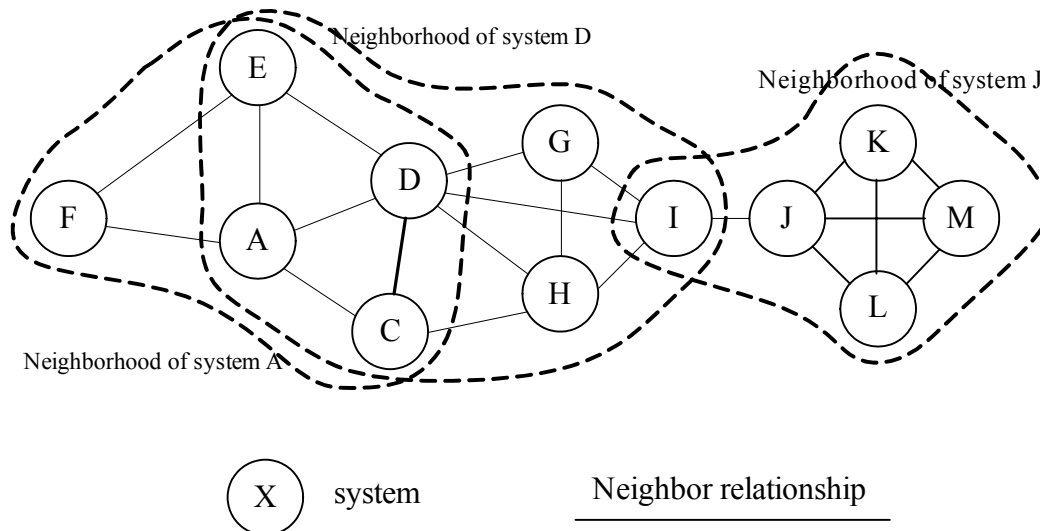 Neighborhood of system D
E
Neighborhood of system J
G
K
D
F
A
I
J
M
H
L
C
Neighborhood of system A
X
system
Neighbor relationship